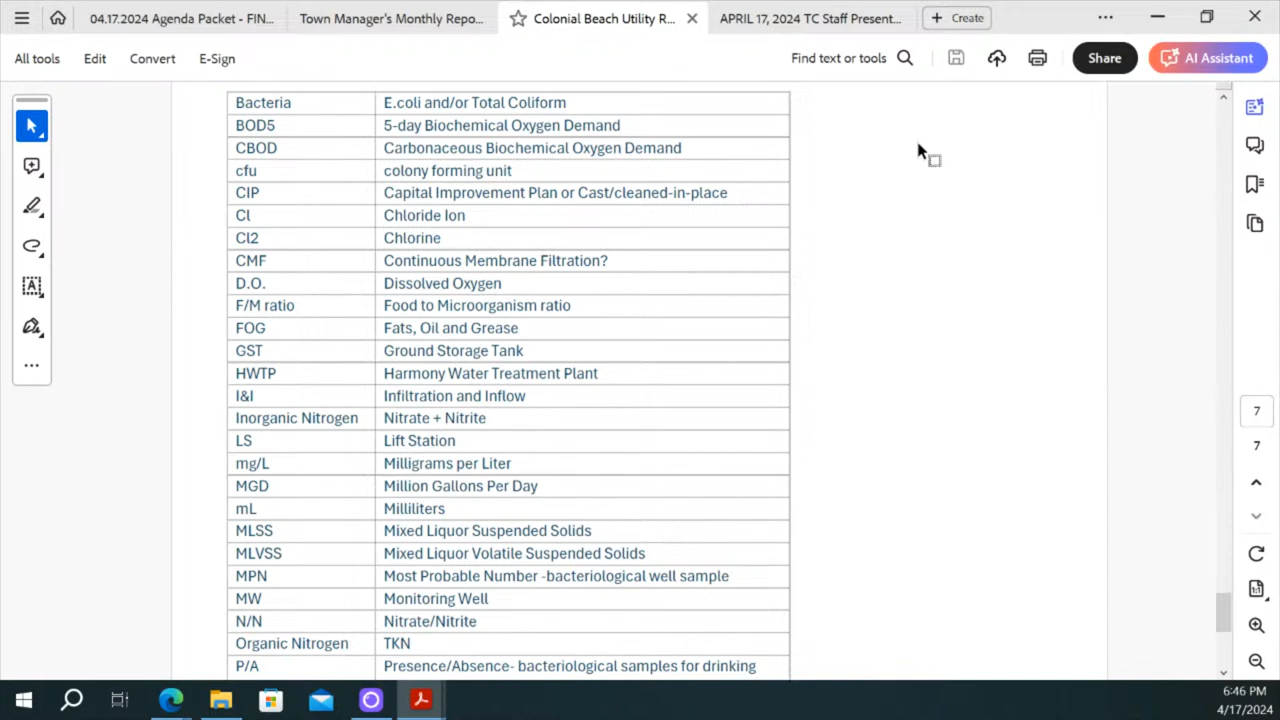 04.17.2024 Agenda Packet - FIN...
Town Manager's Monthly Repo...
Colonial Beach Utility R...
APRIL 17, 2024 TC Staff Present...
Create
All tools
Edit
Convert
E-Sign
Find text or tools
Share
AI Assistant
Bacteria E.coli and/or Total Coliform
BOD5 5-day Biochemical Oxygen Demand
CBOD Carbonaceous Biochemical Oxygen Demand
cfu colony forming unit
CIP Capital Improvement Plan or Cast/cleaned-in-place
Cl Chloride Ion
Cl2 Chlorine
CMF Continuous Membrane Filtration?
D.O. Dissolved Oxygen
F/M ratio Food to Microorganism ratio
FOG Fats, Oil and Grease
GST Ground Storage Tank
HWTP Harmony Water Treatment Plant
I&I Infiltration and Inflow
Inorganic Nitrogen Nitrate + Nitrite
LS Lift Station
mg/L Milligrams per Liter
MGD Million Gallons Per Day
mL Milliliters
MLSS Mixed Liquor Suspended Solids
MLVSS Mixed Liquor Volatile Suspended Solids
MPN Most Probable Number -bacteriological well sample
MW Monitoring Well
N/N Nitrate/Nitrite
Organic Nitrogen TKN
P/A Presence/Absence- bacteriological samples for drinking
7
7
6:46 PM
4/17/2024